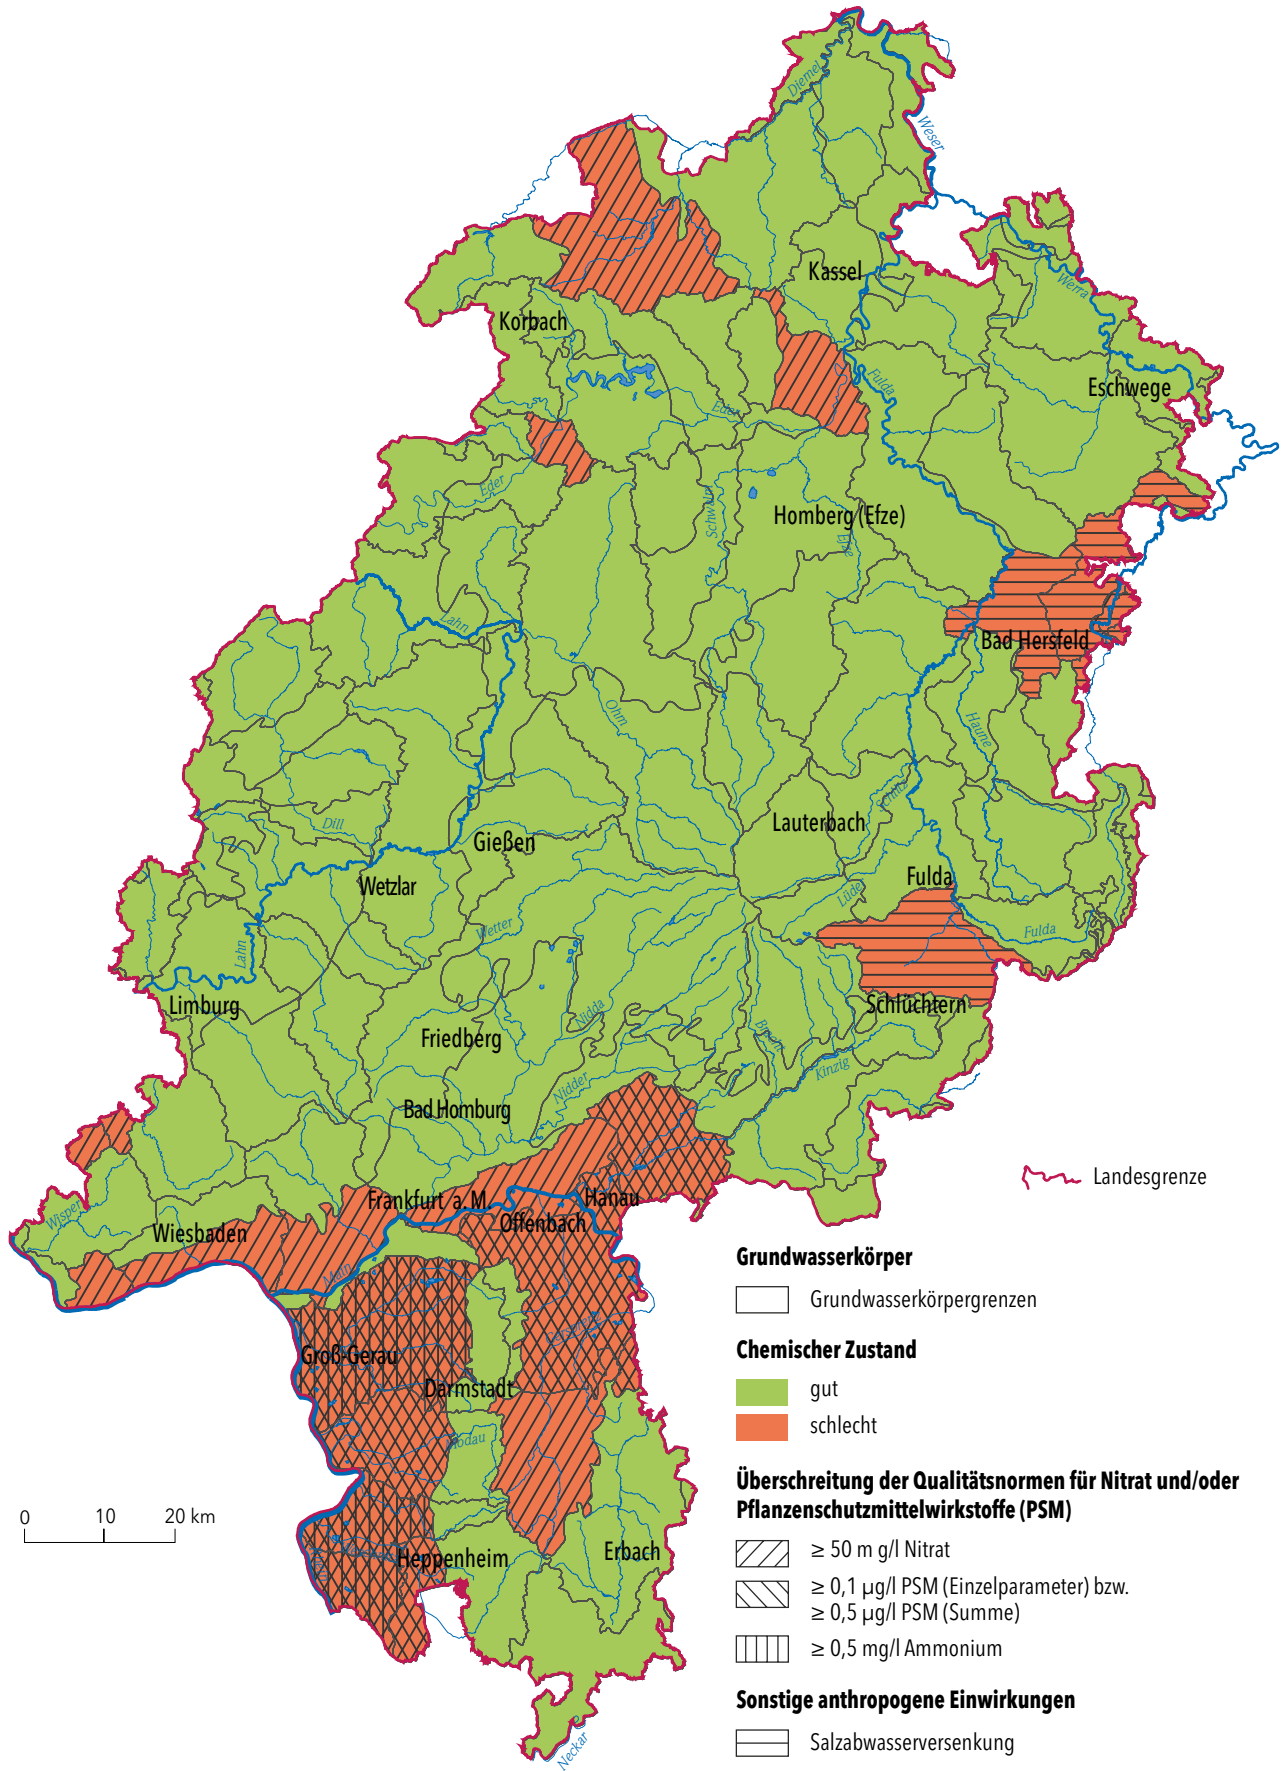 Diemel
Weser
Kassel
Werra
Korbach
Fulda
Eschwege
Eder
Eder
Schwalm
Homberg (Efze)
Efze
Lahn
Bad Hersfeld
Ohm
Haune
Schlitz
Lauterbach
Dill
Gießen
Wetzlar
Fulda
Lüder
Wetter
Fulda
Lahn
Limburg
Schlüchtern
Nidda
Friedberg
Bracht
Kinzig
Nidder
Bad Homburg
Landesgrenze
Wisper
Frankfurt a. M.
Hanau
Offenbach
Wiesbaden
Main
Gersprenz
Groß-Gerau
Darmstadt
Modau
Heppenheim
Erbach
Neckar
0 10 20 km
Grundwasserkörper
Grundwasserkörpergrenzen
Chemischer Zustand
gut
schlecht
Überschreitung der Qualitätsnormen für Nitrat und/oder
Pflanzenschutzmittelwirkstoffe (PSM)
≥ 50 m g/l Nitrat
≥ 0,1 µg/l PSM (Einzelparameter) bzw.
≥ 0,5 µg/l PSM (Summe)
≥ 0,5 mg/l Ammonium
Sonstige anthropogene Einwirkungen
Salzabwasserversenkung